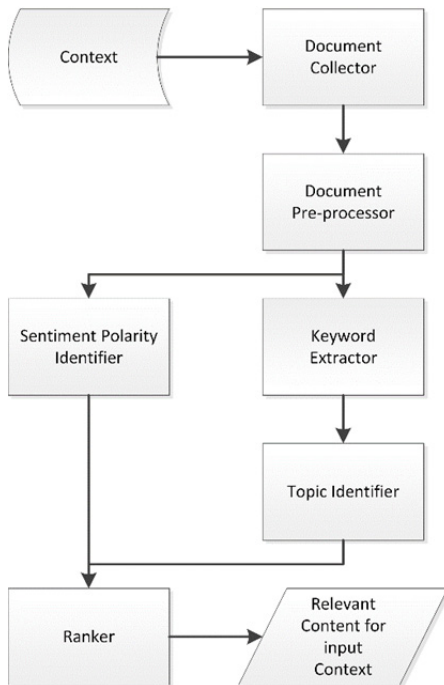 Context
Document
Collector
Document
Pre-processor
Sentiment Polarity
Identifier
Keyword
Extractor
Topic Identifier
Ranker
Relevant
Content for
input
Context